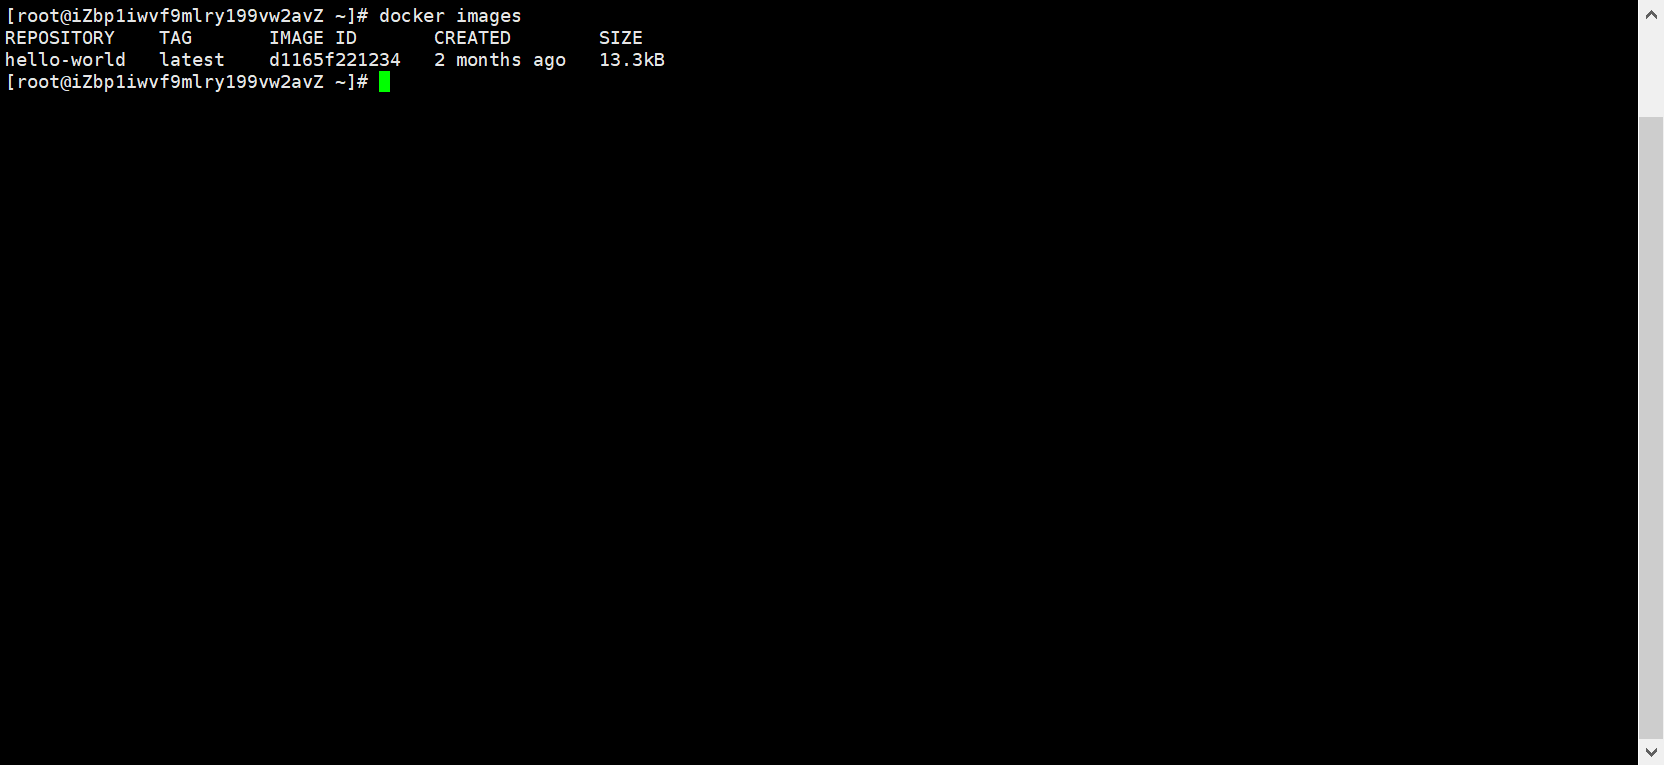 [root@iZbp1iwvf9mlry199vw2avZ ~]# docker images
REPOSITORY    TAG       IMAGE ID       CREATED        SIZE
hello-world   latest    d1165f221234   2 months ago   13.3kB
[root@iZbp1iwvf9mlry199vw2avZ ~]#